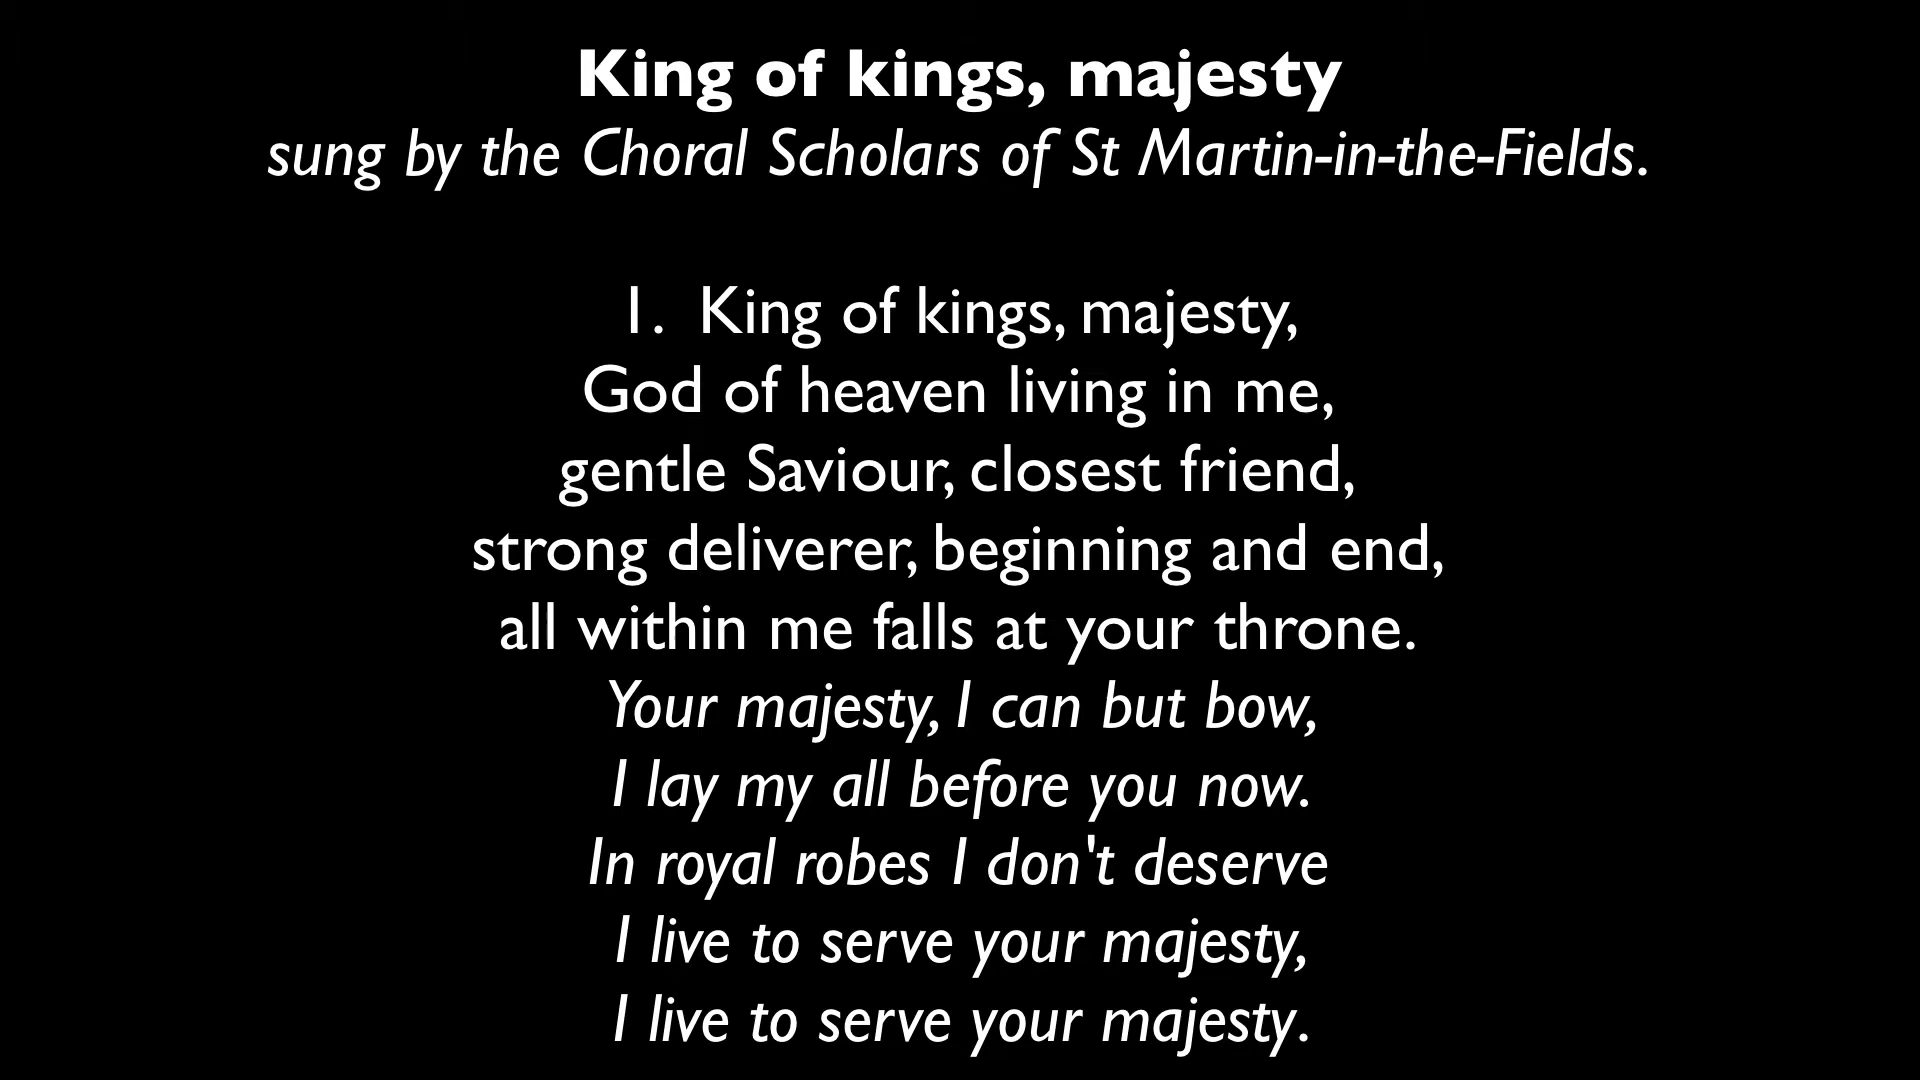 King of kings, majesty
sung by the Choral Scholars of St Martin-in-the-Fields.
1. King of kings, majesty,
God of heaven living in me,
gentle Saviour, closest friend,
strong deliverer, beginning and end,
all within me falls at your throne.
Your majesty, I can but bow,
I lay my all before you now.
In royal robes I don't deserve
I live to serve your majesty,
I live to serve your majesty.